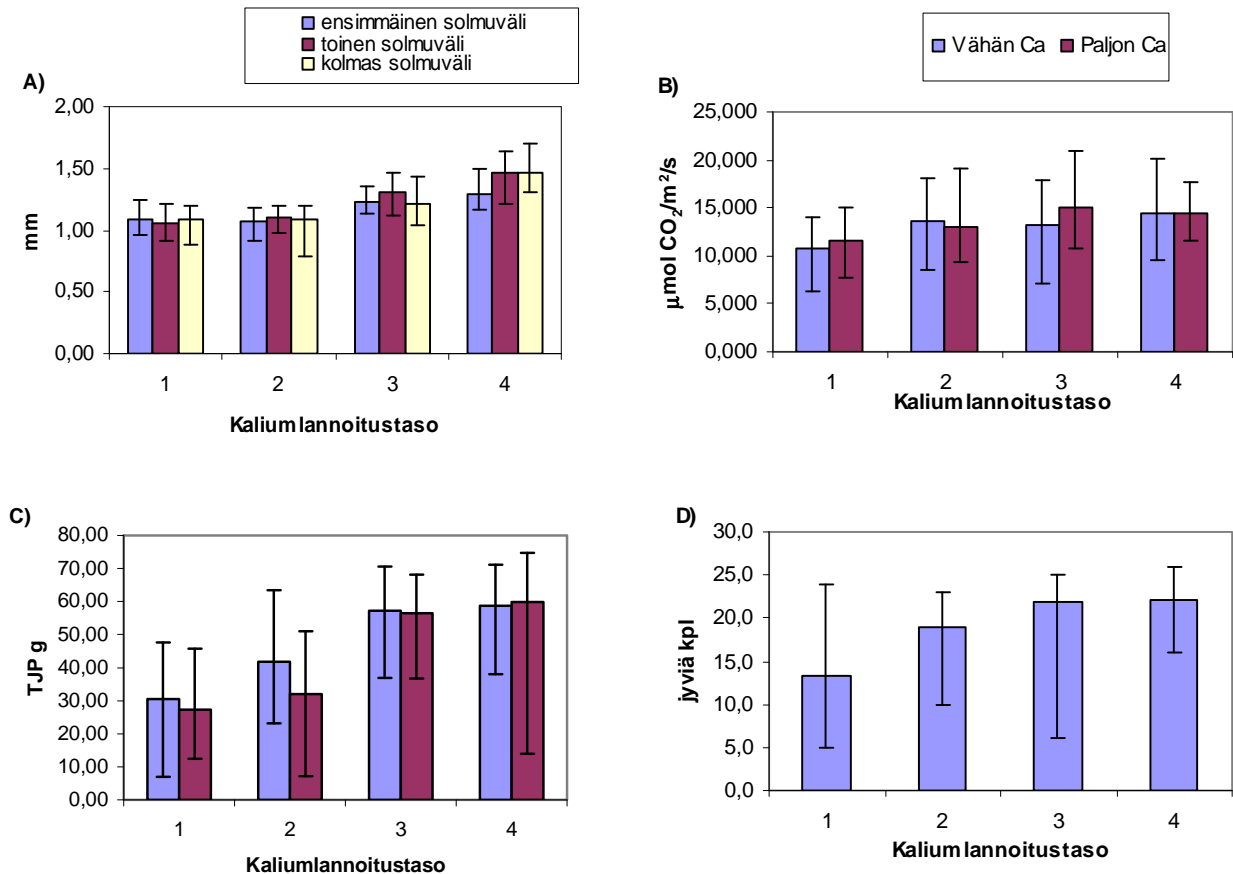 ensimmäinen solmuväli
toinen solmuväli
kolmas solmuväli
A)
2,00
1,50
1,00
0,50
0,00
mm
1 2 3 4
Kaliumlannoitustaso
Vähän Ca Paljon Ca
B)
25,000
20,000
15,000
10,000
5,000
0,000
µmol CO₂/m²/s
1 2 3 4
Kaliumlannoitustaso
C)
80,00
70,00
60,00
50,00
40,00
30,00
20,00
10,00
0,00
TJP g
1 2 3 4
Kaliumlannoitustaso
D)
30,0
25,0
20,0
15,0
10,0
5,0
0,0
jyviä kpl
1 2 3 4
Kaliumlannoitustaso